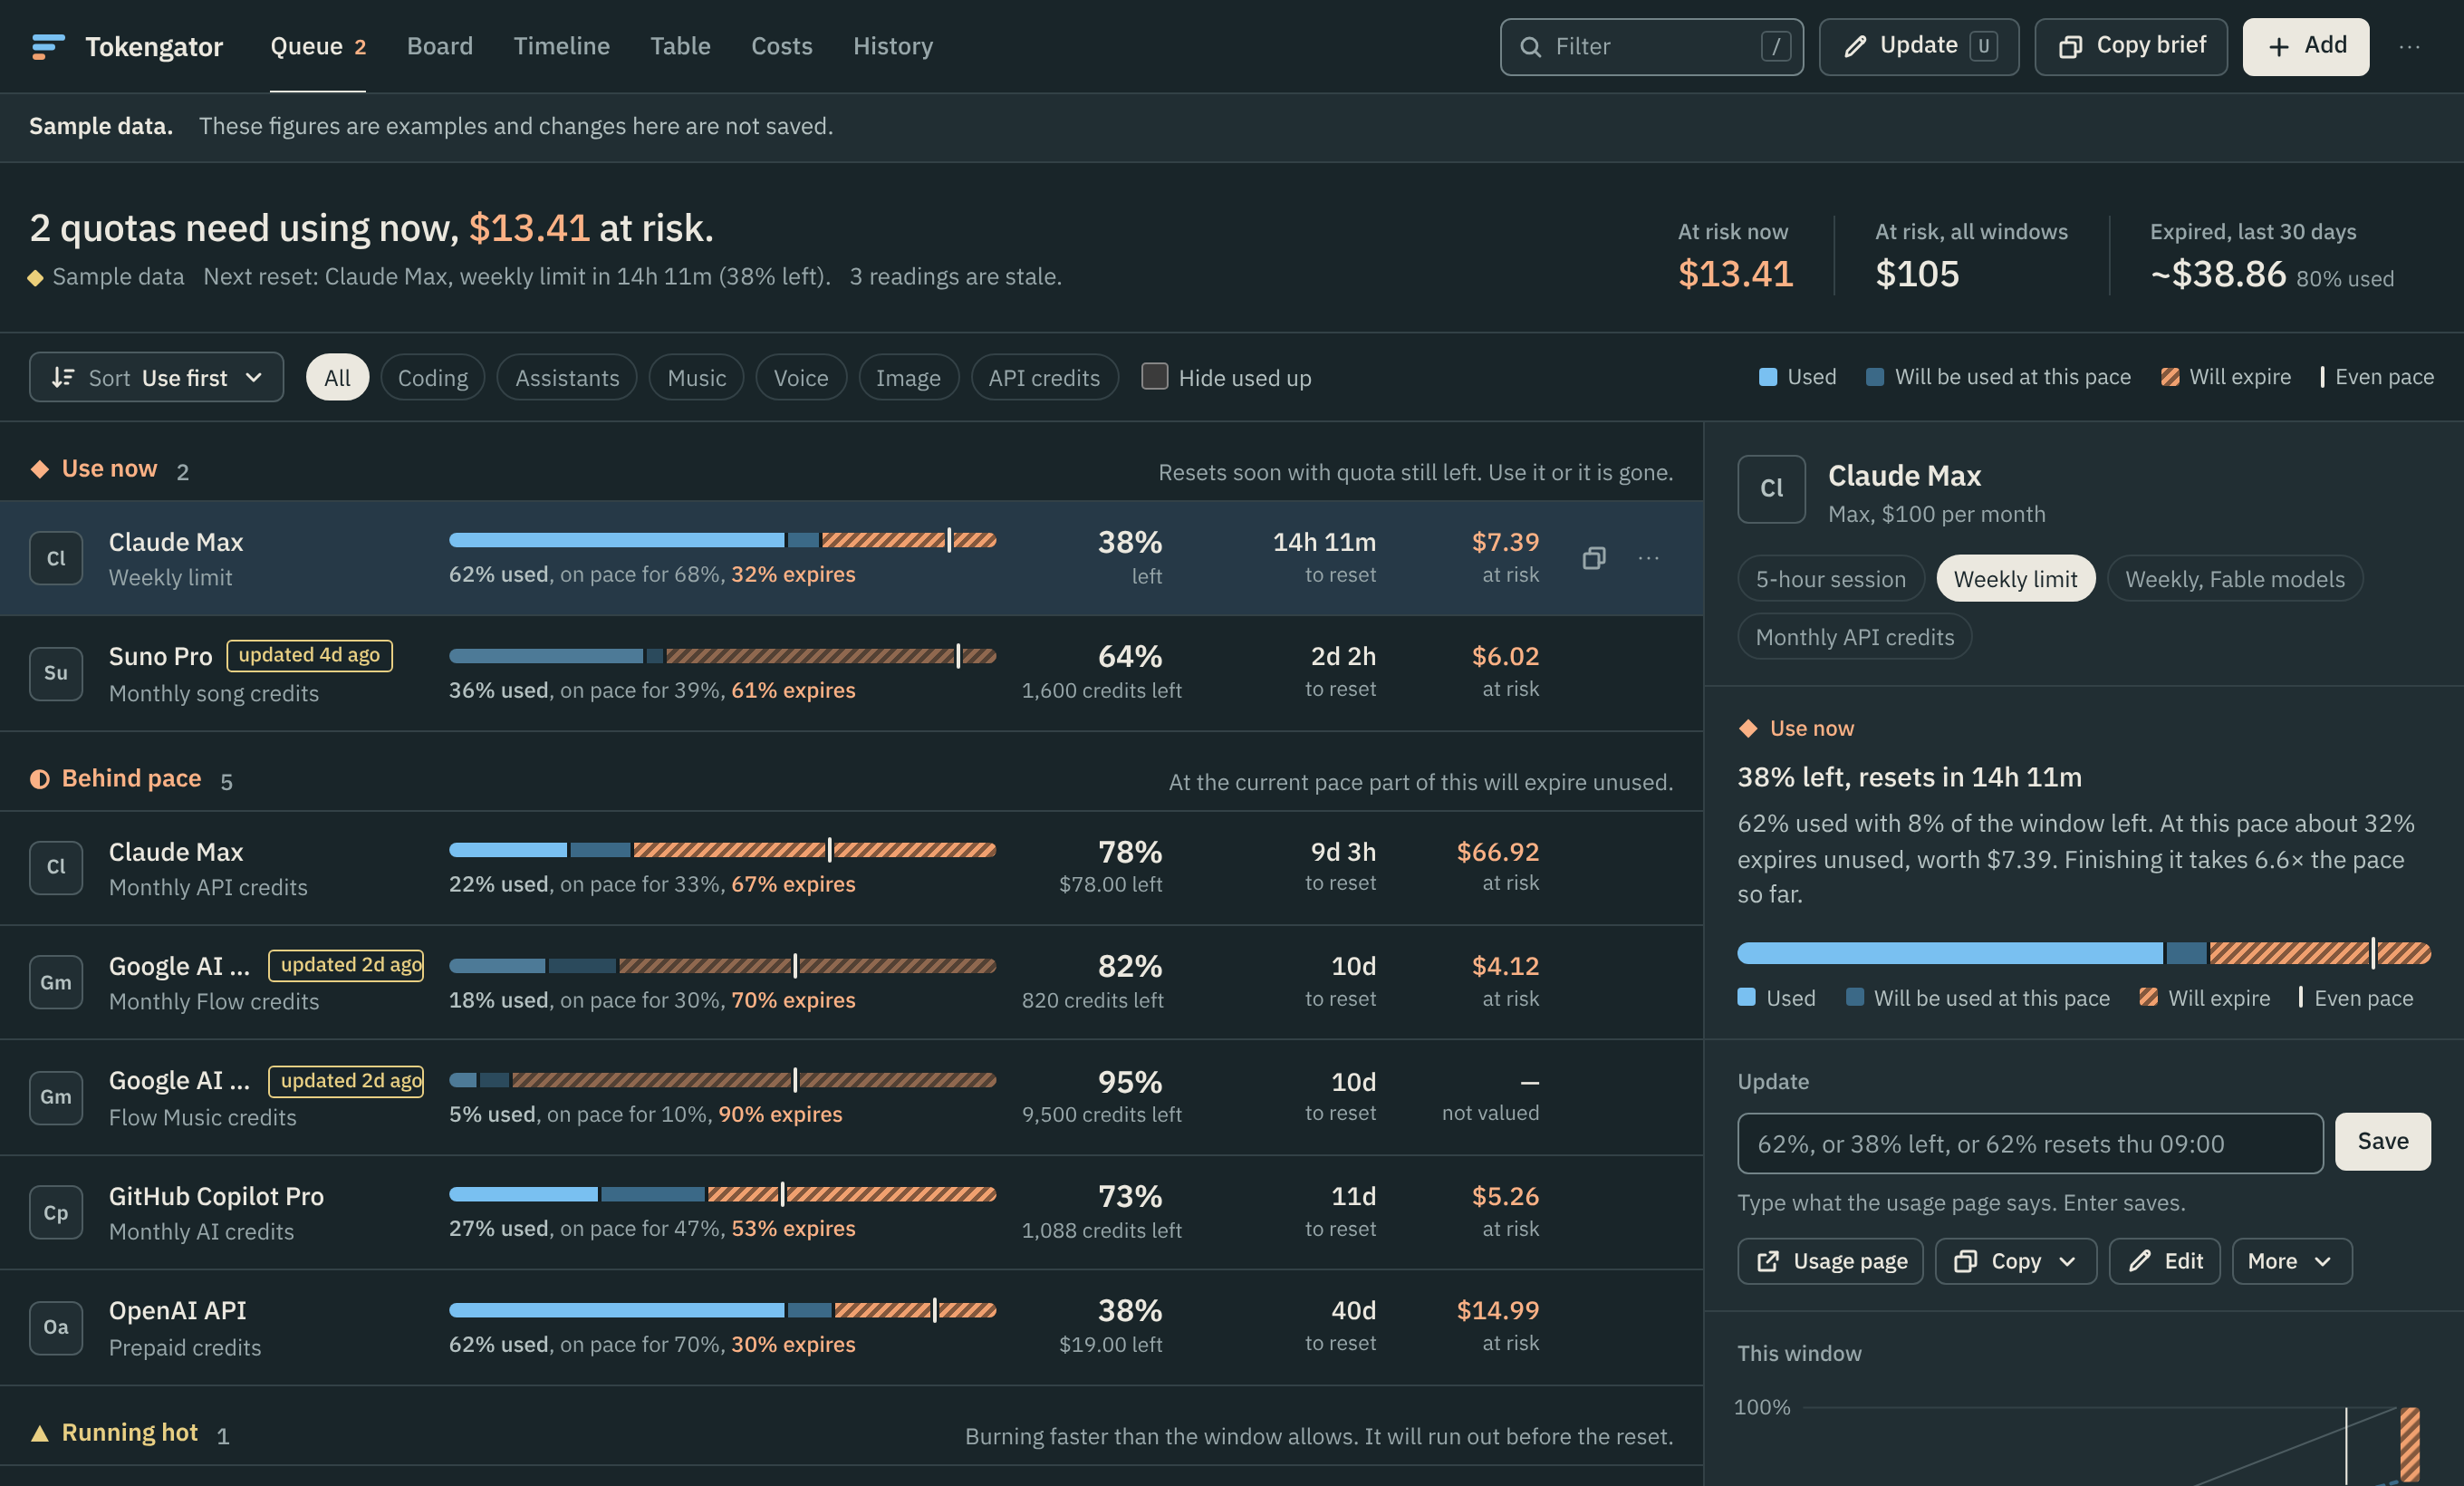 Tokengator
Queue 2
Board
Timeline
Table
Costs
History
Filter /
Update U
Copy brief
+ Add
...
Sample data. These figures are examples and changes here are not saved.
2 quotas need using now, $13.41 at risk.
Sample data Next reset: Claude Max, weekly limit in 14h 11m (38% left). 3 readings are stale.
At risk now
$13.41
At risk, all windows
$105
Expired, last 30 days
~$38.86 80% used
Sort Use first
All
Coding
Assistants
Music
Voice
Image
API credits
Hide used up
Used
Will be used at this pace
Will expire
Even pace
Use now 2
Resets soon with quota still left. Use it or it is gone.
Cl
Claude Max
Weekly limit
62% used, on pace for 68%, 32% expires
38%
left
14h 11m
to reset
$7.39
at risk
...
Su
Suno Pro updated 4d ago
Monthly song credits
36% used, on pace for 39%, 61% expires
64%
1,600 credits left
2d 2h
to reset
$6.02
at risk
Behind pace 5
At the current pace part of this will expire unused.
Cl
Claude Max
Monthly API credits
22% used, on pace for 33%, 67% expires
78%
$78.00 left
9d 3h
to reset
$66.92
at risk
Gm
Google AI ... updated 2d ago
Monthly Flow credits
18% used, on pace for 30%, 70% expires
82%
820 credits left
10d
to reset
$4.12
at risk
Gm
Google AI ... updated 2d ago
Flow Music credits
5% used, on pace for 10%, 90% expires
95%
9,500 credits left
10d
to reset
—
not valued
Cp
GitHub Copilot Pro
Monthly AI credits
27% used, on pace for 47%, 53% expires
73%
1,088 credits left
11d
to reset
$5.26
at risk
Oa
OpenAI API
Prepaid credits
62% used, on pace for 70%, 30% expires
38%
$19.00 left
40d
to reset
$14.99
at risk
Running hot 1
Burning faster than the window allows. It will run out before the reset.
Cl
Claude Max
Max, $100 per month
5-hour session
Weekly limit
Weekly, Fable models
Monthly API credits
Use now
38% left, resets in 14h 11m
62% used with 8% of the window left. At this pace about 32%
expires unused, worth $7.39. Finishing it takes 6.6× the pace
so far.
Used
Will be used at this pace
Will expire
Even pace
Update
62%, or 38% left, or 62% resets thu 09:00
Save
Type what the usage page says. Enter saves.
Usage page
Copy
Edit
More
This window
100%